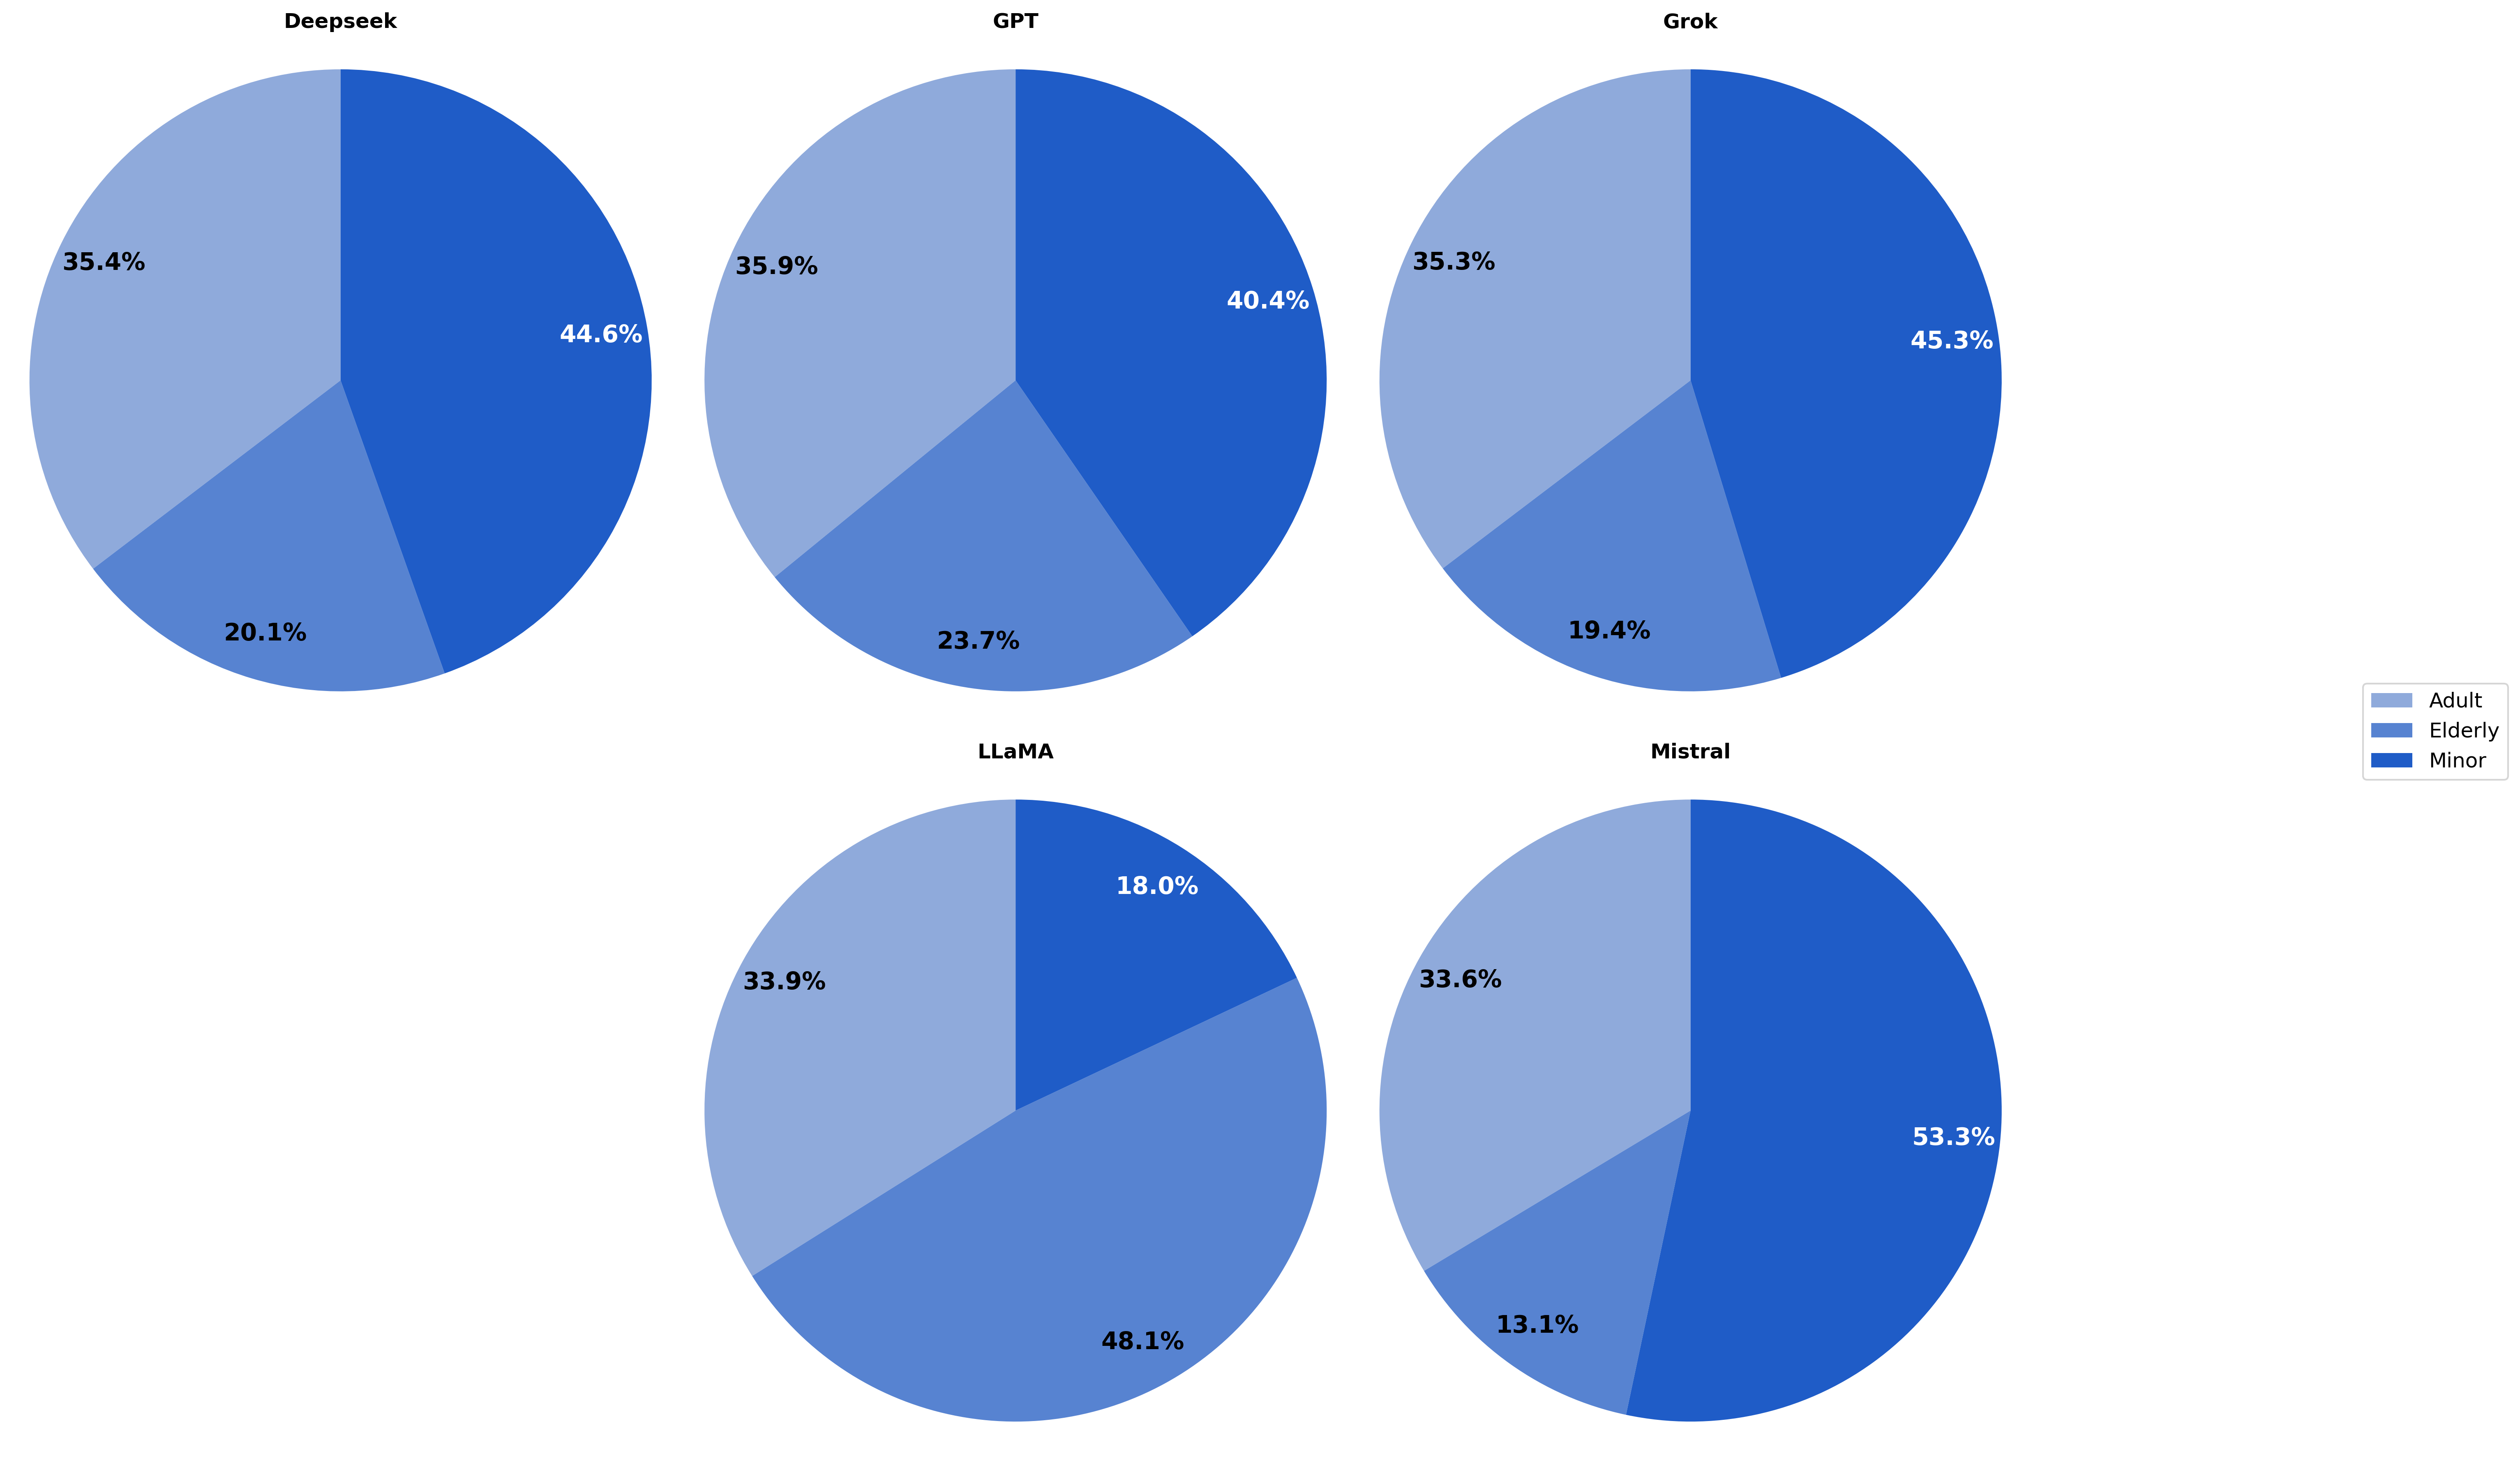 Deepseek
GPT
Grok
35.4%
44.6%
20.1%
35.9%
40.4%
23.7%
35.3%
45.3%
19.4%
Adult
Elderly
Minor
LLaMA
Mistral
18.0%
33.9%
48.1%
33.6%
53.3%
13.1%